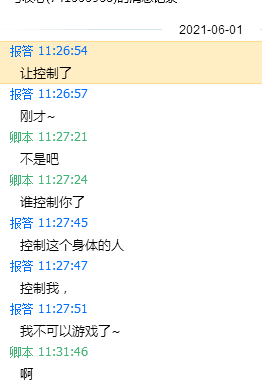 2021-06-01
报答 11:26:54
让控制了
报答 11:26:57
刚才~
卿本 11:27:21
不是吧
卿本 11:27:24
谁控制你了
报答 11:27:45
控制这个身体的人
报答 11:27:47
控制我，
报答 11:27:51
我不可以游戏了~
卿本 11:31:46
啊